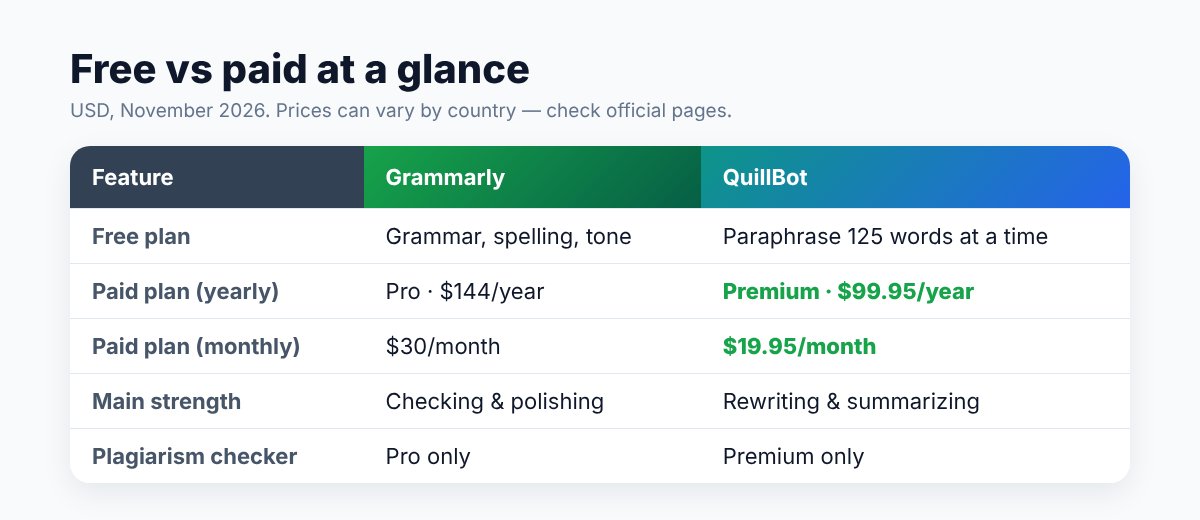 Free vs paid at a glance
USD, November 2026. Prices can vary by country — check official pages.
Feature Grammarly QuillBot
Free plan Grammar, spelling, tone Paraphrase 125 words at a time
Paid plan (yearly) Pro · $144/year Premium · $99.95/year
Paid plan (monthly) $30/month $19.95/month
Main strength Checking & polishing Rewriting & summarizing
Plagiarism checker Pro only Premium only